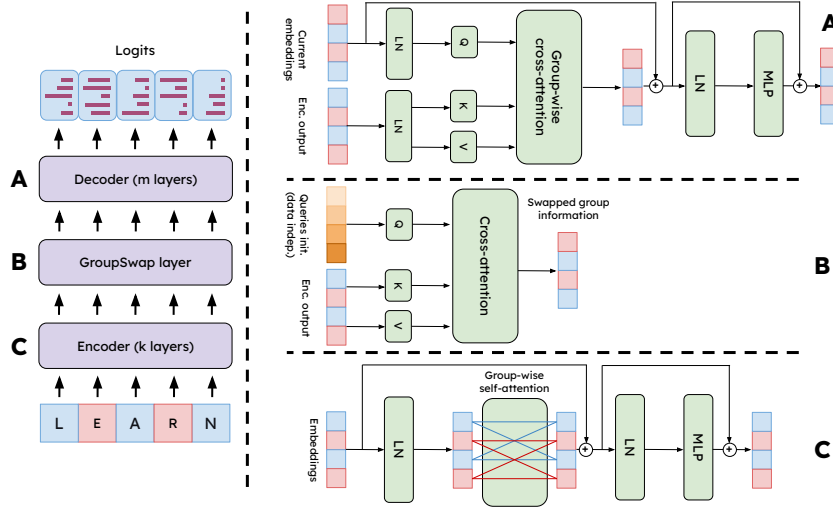 Logits
A
Decoder (m layers)
B
GroupSwap layer
C
Encoder (k layers)
L E A R N
Current
embeddings
LN
Q
Enc. output
LN
K
V
Group-wise
cross-attention
+
LN
MLP
+
A
Queries init.
(data indep.)
Q
Enc. output
K
V
Cross-attention
Swapped group
information
B
Group-wise
self-attention
Embeddings
LN
+
LN
MLP
+
C